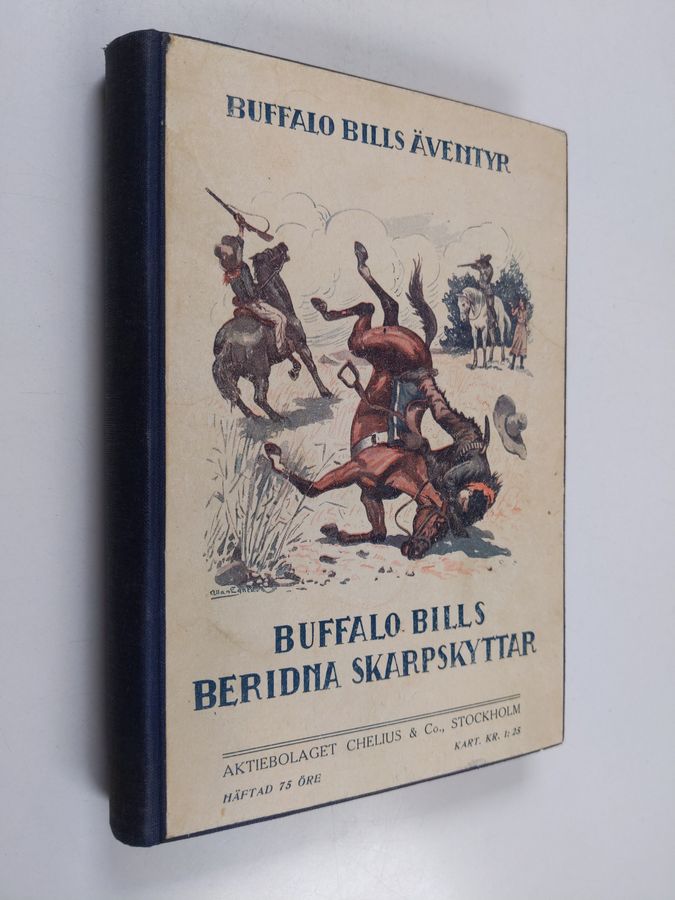 BUFFALO BILLS ÄVENTYR
BUFFALO BILLS
BERIDNA SKARPSKYTTAR
AKTIEBOLAGET CHELIUS & Co., STOCKHOLM
HÄFTAD 75 ÖRE
KART. KR. 1:25